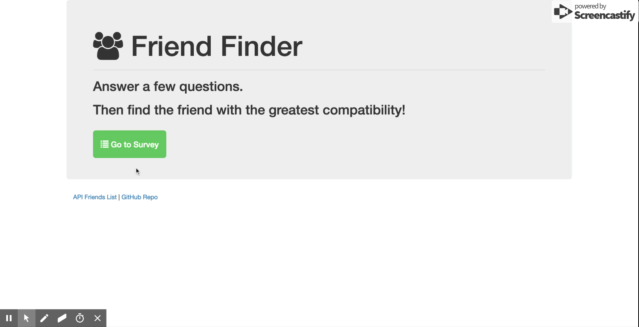 powered by
Screencastify
Friend Finder
Answer a few questions.
Then find the friend with the greatest compatibility!
Go to Survey
API Friends List | GitHub Repo